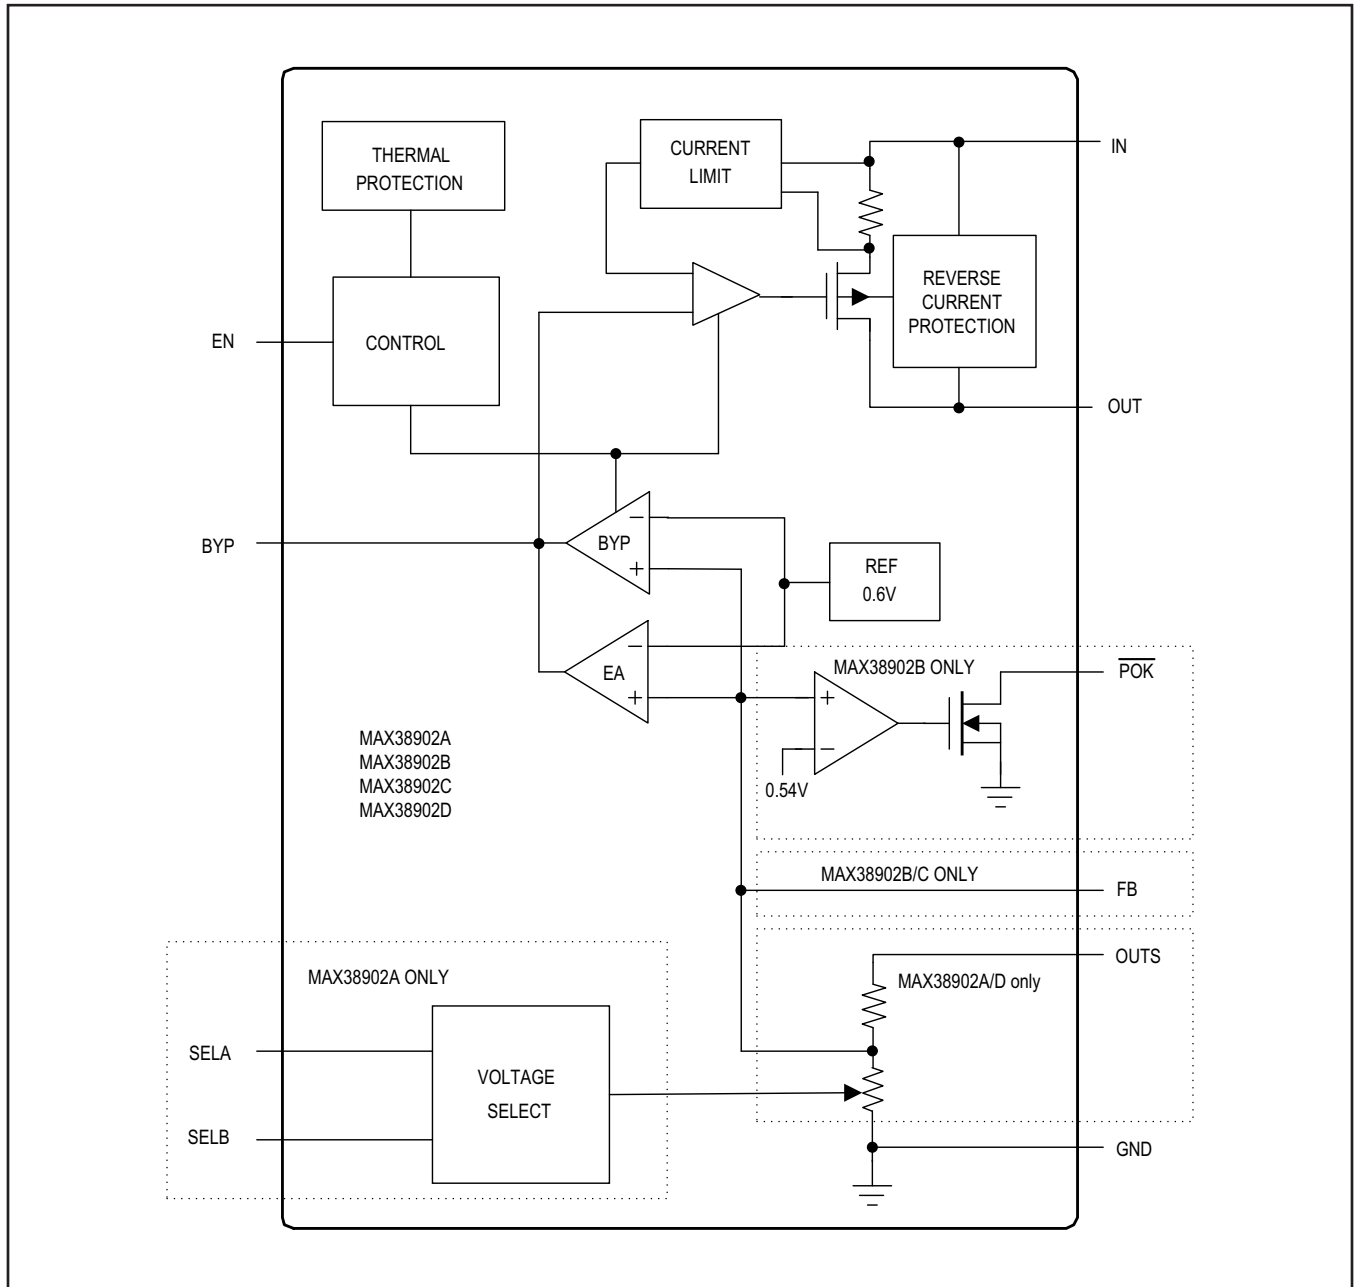 THERMAL
PROTECTION
CURRENT
LIMIT
IN
REVERSE
CURRENT
PROTECTION
EN
CONTROL
OUT
BYP
−
BYP
+
REF
0.6V
−
EA
+
MAX38902B ONLY
POK
+
−
0.54V
MAX38902A
MAX38902B
MAX38902C
MAX38902D
MAX38902B/C ONLY
FB
OUTS
MAX38902A/D only
MAX38902A ONLY
SELA
VOLTAGE
SELECT
SELB
GND